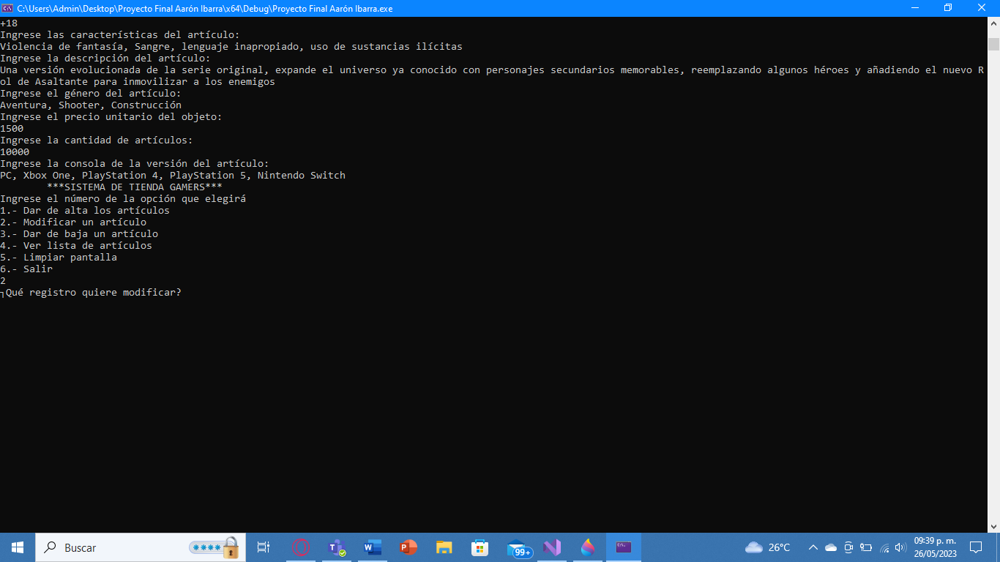 C:\Users\Admin\Desktop\Proyecto Final Aarón Ibarra\x64\Debug\Proyecto Final Aarón Ibarra.exe
+18
Ingrese las características del artículo:
Violencia de fantasía, Sangre, lenguaje inapropiado, uso de sustancias ilícitas
Ingrese la descripción del artículo:
Una versión evolucionada de la serie original, expande el universo ya conocido con personajes secundarios memorables, reemplazando algunos héroes y añadiendo el nuevo R
ol de Asaltante para inmovilizar a los enemigos
Ingrese el género del artículo:
Aventura, Shooter, Construcción
Ingrese el precio unitario del objeto:
1500
Ingrese la cantidad de artículos:
10000
Ingrese la consola de la versión del artículo:
PC, Xbox One, PlayStation 4, PlayStation 5, Nintendo Switch
***SISTEMA DE TIENDA GAMERS***
Ingrese el número de la opción que elegirá
1.- Dar de alta los artículos
2.- Modificar un artículo
3.- Dar de baja un artículo
4.- Ver lista de artículos
5.- Limpiar pantalla
6.- Salir
2
┐Qué registro quiere modificar?
Buscar
99+
26°C
09:39 p. m.
26/05/2023